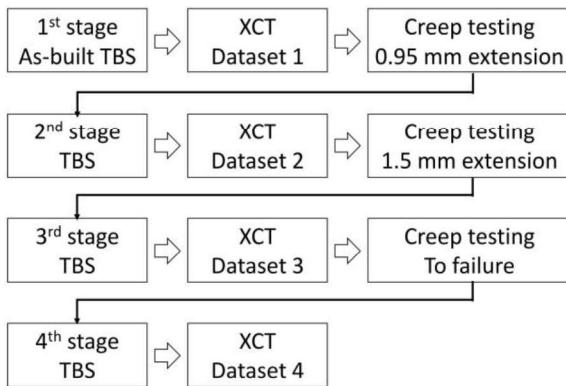 1st stage
As-built TBS
XCT
Dataset 1
Creep testing
0.95 mm extension
2nd stage
TBS
XCT
Dataset 2
Creep testing
1.5 mm extension
3rd stage
TBS
XCT
Dataset 3
Creep testing
To failure
4th stage
TBS
XCT
Dataset 4